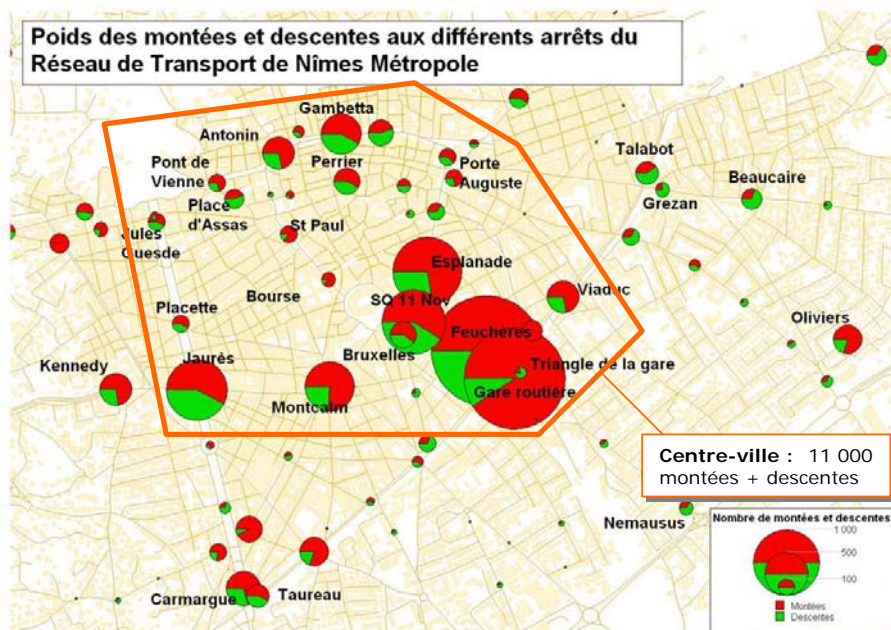 Poids des montées et descentes aux différents arrêts du
Réseau de Transport de Nîmes Métropole
Gambetta
Antonin
Pont de
Vienne
Perrier
Porte
Auguste
Talabot
Beaucaire
Place
d'Assas
Grezan
Jules
Guesde
St Paul
Esplanade
Viaduc
Bourse
SQ 11 Nov
Placette
Feuchères
Oliviers
Kennedy
Jaurès
Bruxelles
Triangle de la gare
Montcalm
Gare routière
Centre-ville : 11 000
montées + descentes
Nemausus
Nombre de montées et descentes
1 000
500
100
Montées
Descentes
Carmargue
Taureau